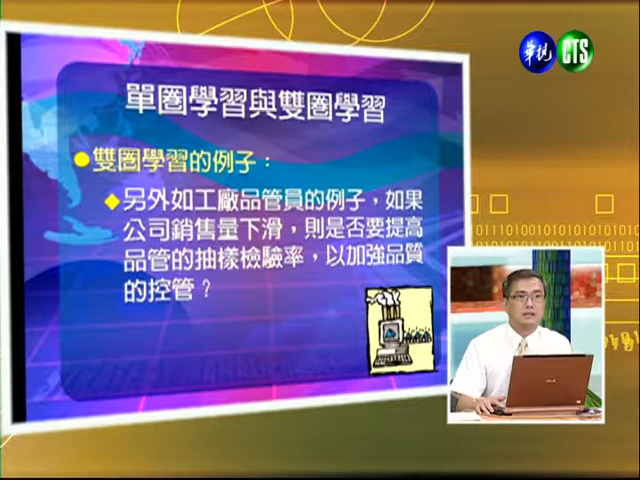 華視 CTS
單圈學習與雙圈學習
雙圈學習的例子：
另外如工廠品管員的例子，如果
公司銷售量下滑，則是否要提高
品管的抽樣檢驗率，以加強品質
的控管？